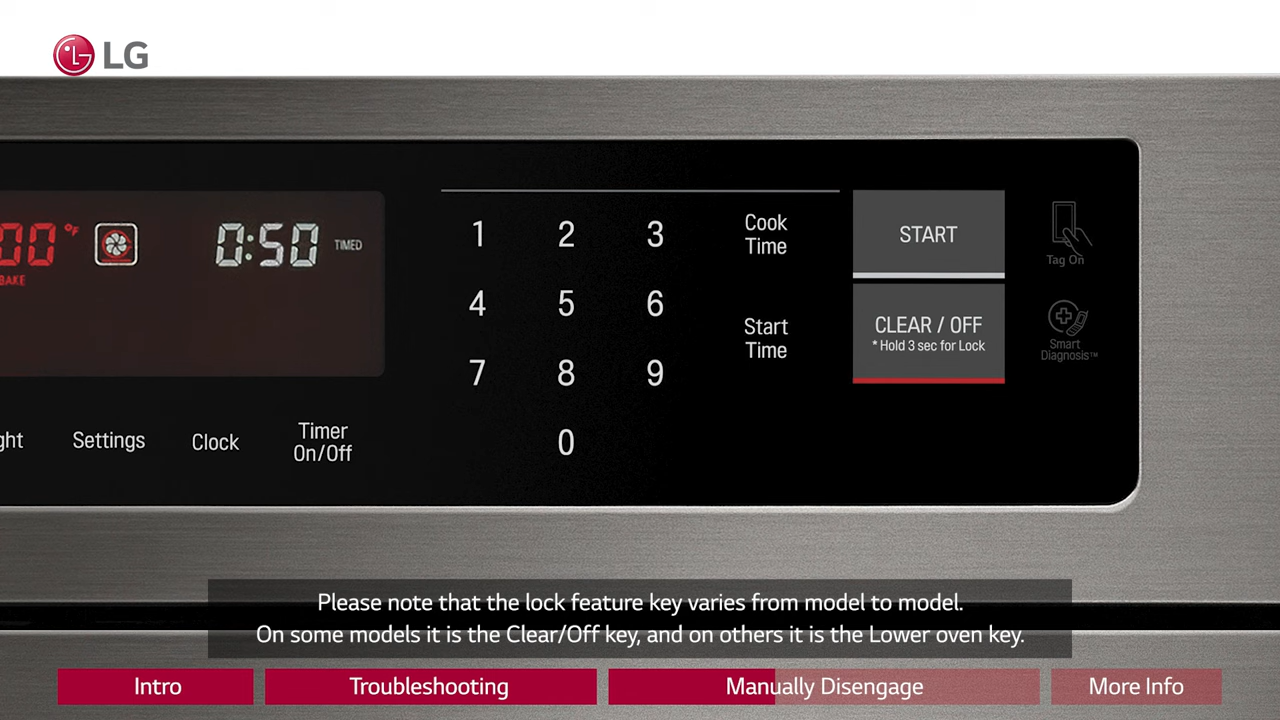 LG
00 °F
BAKE
0:50 TIMED
1 2 3
4 5 6
7 8 9
0
Cook
Time
Start
Time
START
CLEAR / OFF
* Hold 3 sec for Lock
Tag On
Smart
Diagnosis™
ght
Settings
Clock
Timer
On/Off
Please note that the lock feature key varies from model to model.
On some models it is the Clear/Off key, and on others it is the Lower oven key.
Intro
Troubleshooting
Manually Disengage
More Info